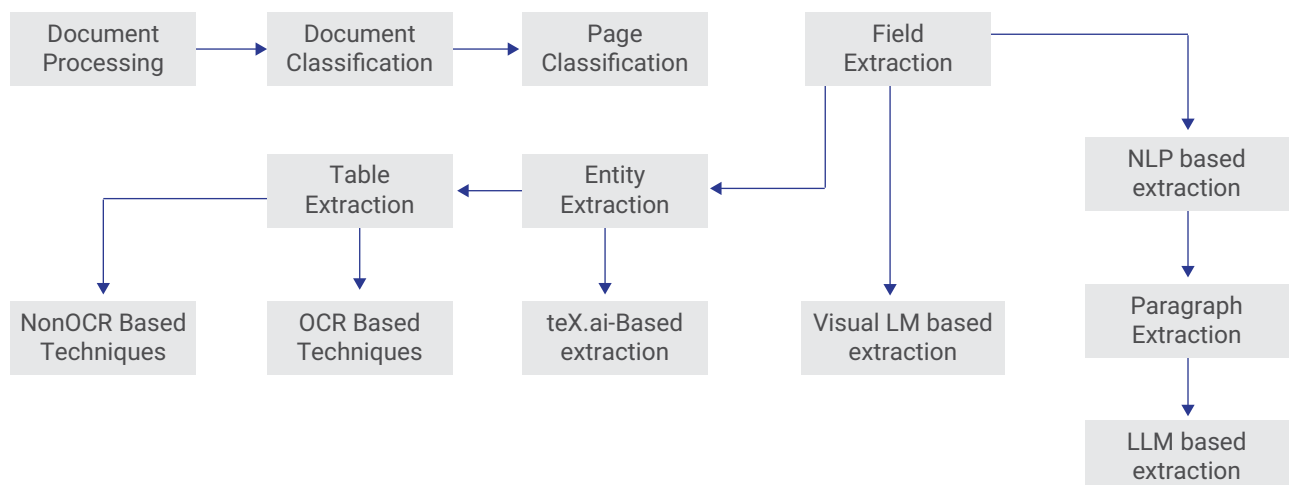 Document
Processing
Document
Classification
Page
Classification
Field
Extraction
NLP based
extraction
Table
Extraction
Entity
Extraction
Paragraph
Extraction
NonOCR Based
Techniques
OCR Based
Techniques
teX.ai-Based
extraction
Visual LM based
extraction
LLM based
extraction